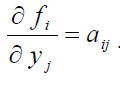 ∂f_i / ∂y_j = a_ij .